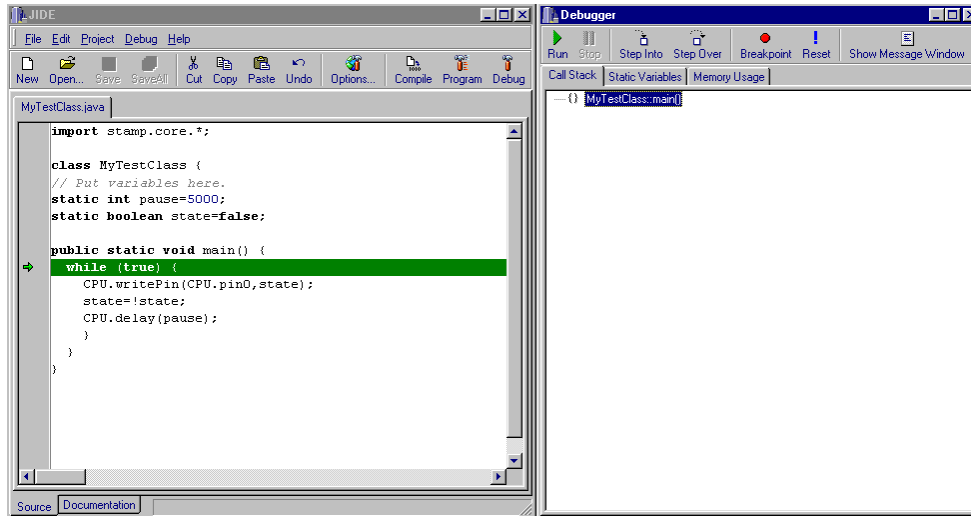 JIDE
File Edit Project Debug Help
New Open... Save SaveAll Cut Copy Paste Undo Options... Compile Program Debug
MyTestClass.java
import stamp.core.*;
class MyTestClass {
// Put variables here.
static int pause=5000;
static boolean state=false;
public static void main() {
while (true) {
CPU.writePin(CPU.pin0,state);
state=!state;
CPU.delay(pause);
}
}
}
Source Documentation
Debugger
Run Stop Step Into Step Over Breakpoint Reset Show Message Window
Call Stack Static Variables Memory Usage
{} MyTestClass::main()